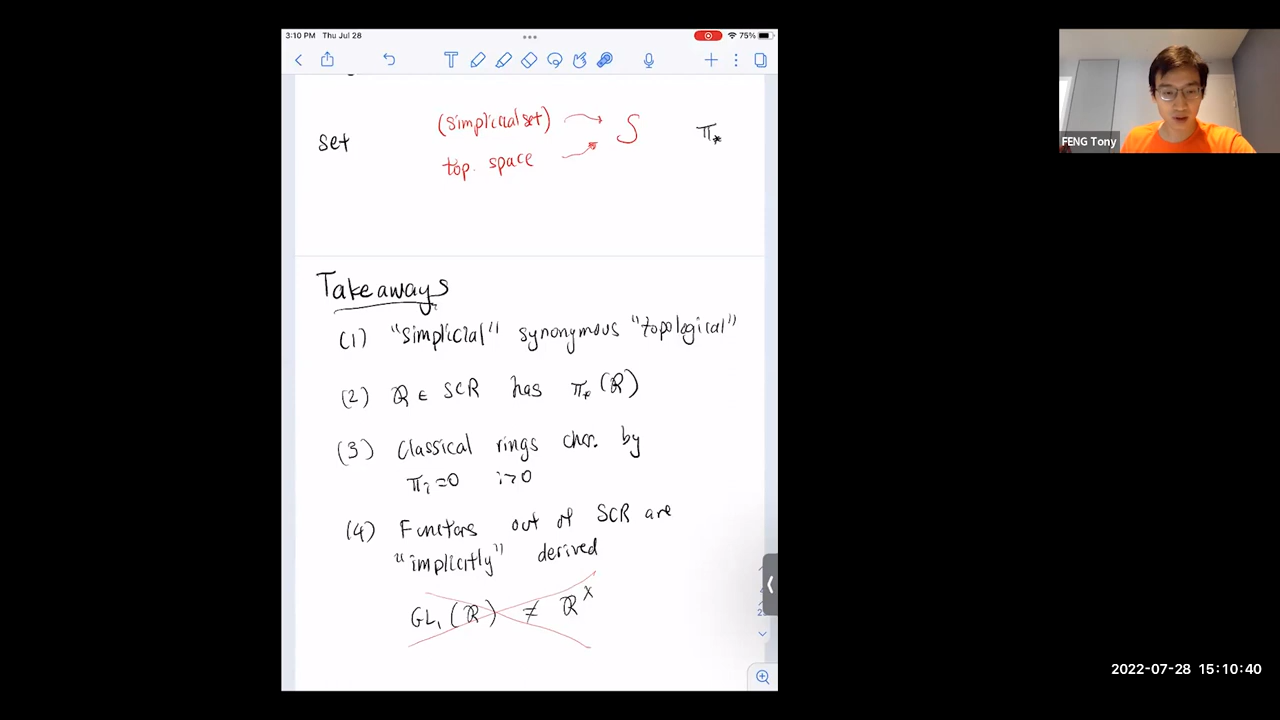 3:10 PM Thu Jul 28
75%
(simplicial set)
set
S
π*
top. space
Takeaways
(1) "simplicial" synonymous "topological"
(2) R ∈ SCR has π*(R)
(3) Classical rings char. by
πᵢ=0 i>0
(4) Functors out of SCR are
"implicitly" derived
GL₁(R) ≠ R^×
FENG Tony
2022-07-28 15:10:40